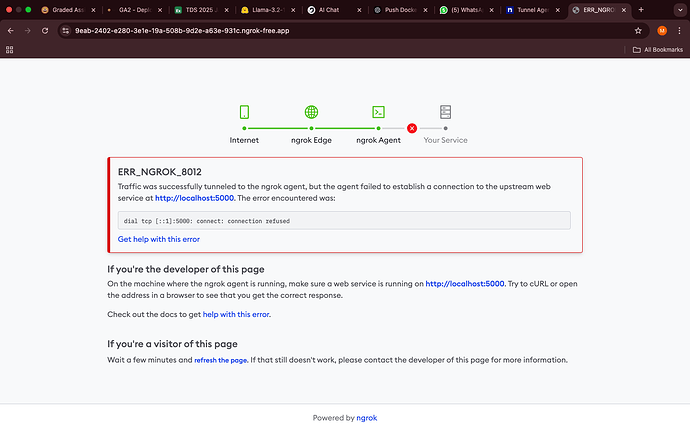 Graded Ass
GA2 - Deplo
TDS 2025 J
Llama-3.2-1
AI Chat
Push Docke
(5) WhatsA
Tunnel Age
ERR_NGRO
9eab-2402-e280-3e1e-19a-508b-9d2e-a63e-931c.ngrok-free.app
M
All Bookmarks
Internet
ngrok Edge
ngrok Agent
Your Service
ERR_NGROK_8012
Traffic was successfully tunneled to the ngrok agent, but the agent failed to establish a connection to the upstream web
service at http://localhost:5000. The error encountered was:
dial tcp [::1]:5000: connect: connection refused
Get help with this error
If you're the developer of this page
On the machine where the ngrok agent is running, make sure a web service is running on http://localhost:5000. Try to cURL or open
the address in a browser to see that you get the correct response.
Check out the docs to get help with this error.
If you're a visitor of this page
Wait a few minutes and refresh the page. If that still doesn't work, please contact the developer of this page for more information.
Powered by ngrok